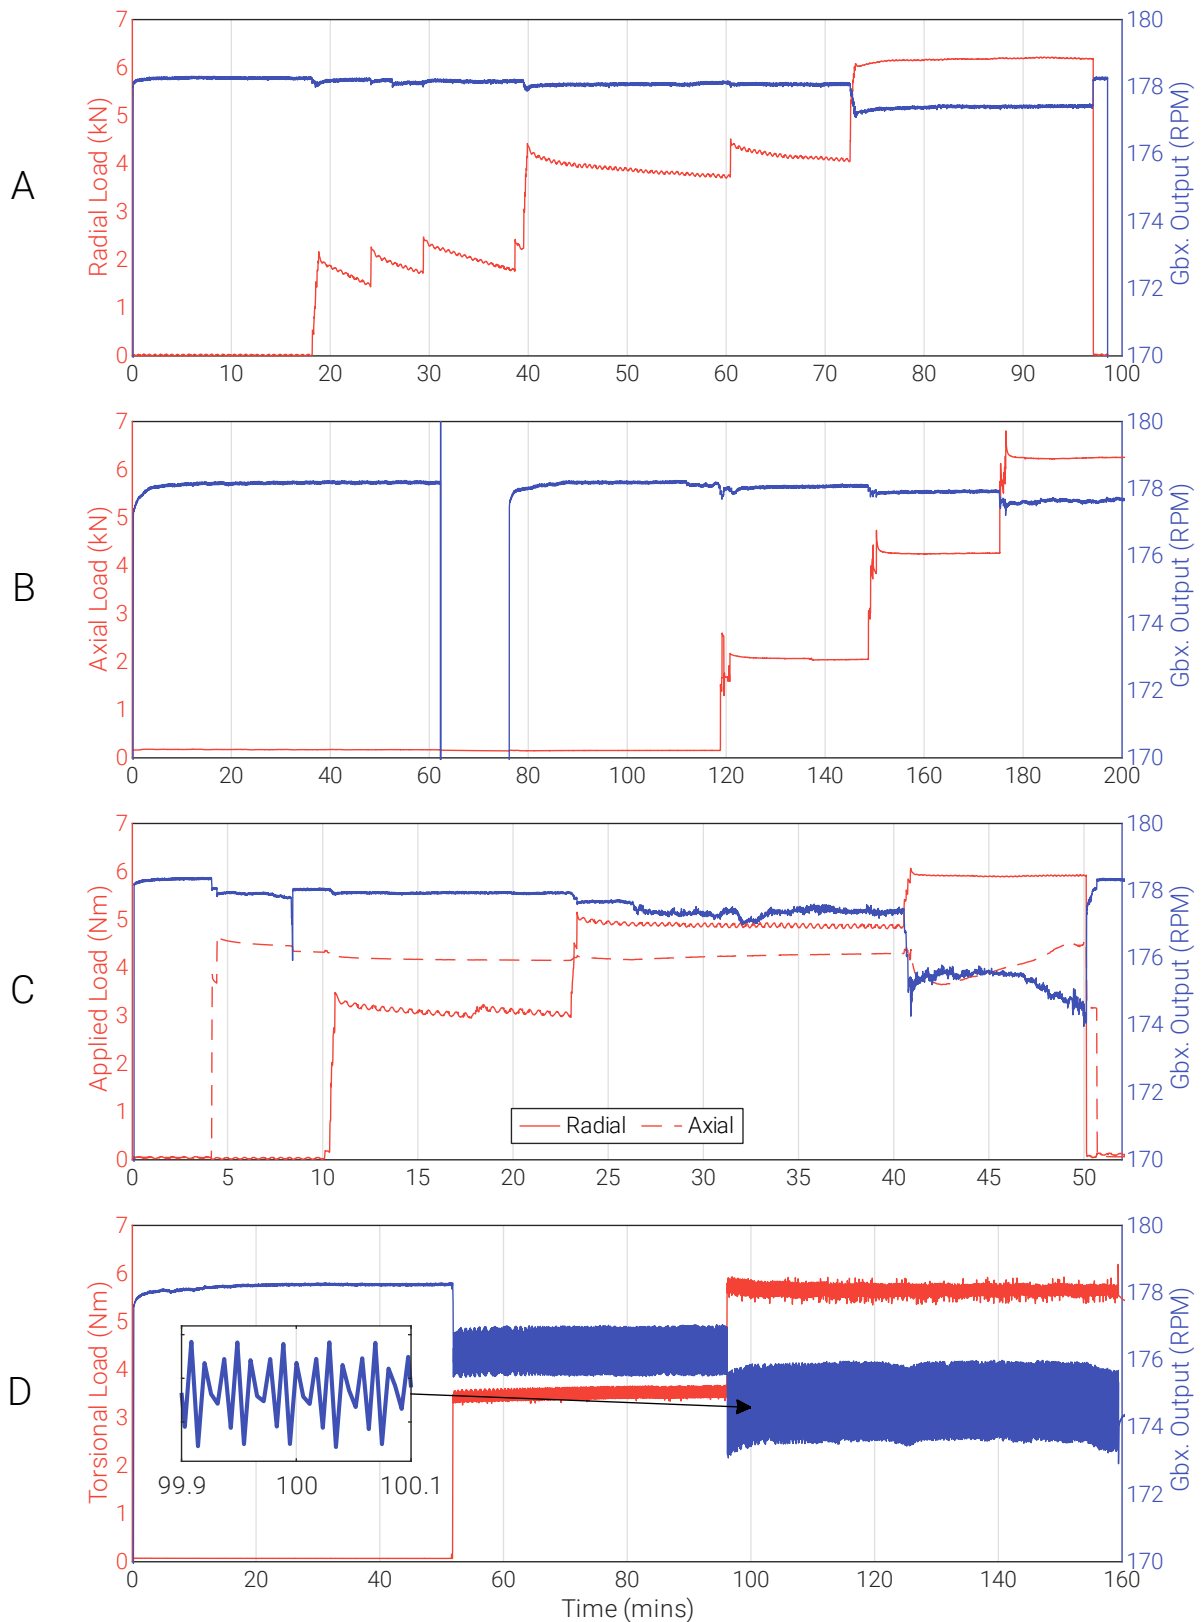 A
Radial Load (kN)
7
6
5
4
3
2
1
0
180
178
176
174
172
170
Gbx. Output (RPM)
0 10 20 30 40 50 60 70 80 90 100
B
Axial Load (kN)
7
6
5
4
3
2
1
0
180
178
176
174
172
170
Gbx. Output (RPM)
0 20 40 60 80 100 120 140 160 180 200
C
Applied Load (Nm)
7
6
5
4
3
2
1
0
Radial Axial
180
178
176
174
172
170
Gbx. Output (RPM)
0 5 10 15 20 25 30 35 40 45 50
D
Torsional Load (Nm)
7
6
5
4
3
2
1
0
99.9 100 100.1
180
178
176
174
172
170
Gbx. Output (RPM)
0 20 40 60 80 100 120 140 160
Time (mins)